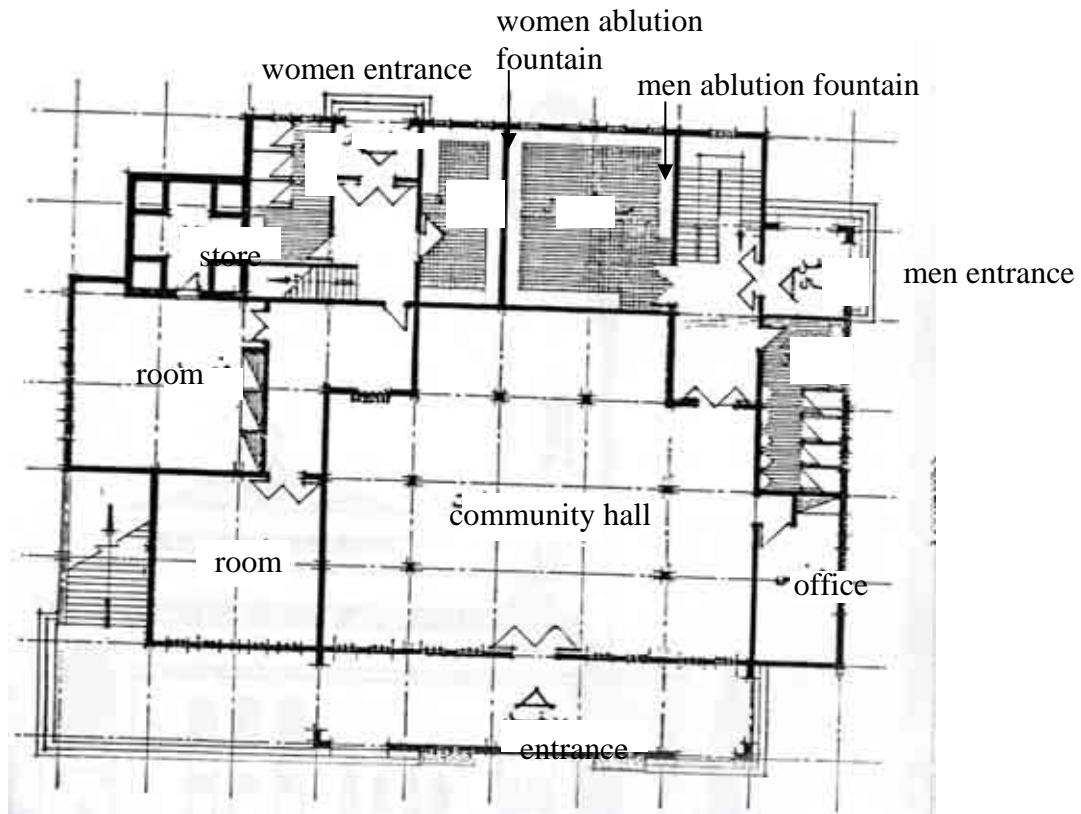 women ablution
fountain
women entrance
men ablution fountain
store
men entrance
room
community hall
room
office
entrance